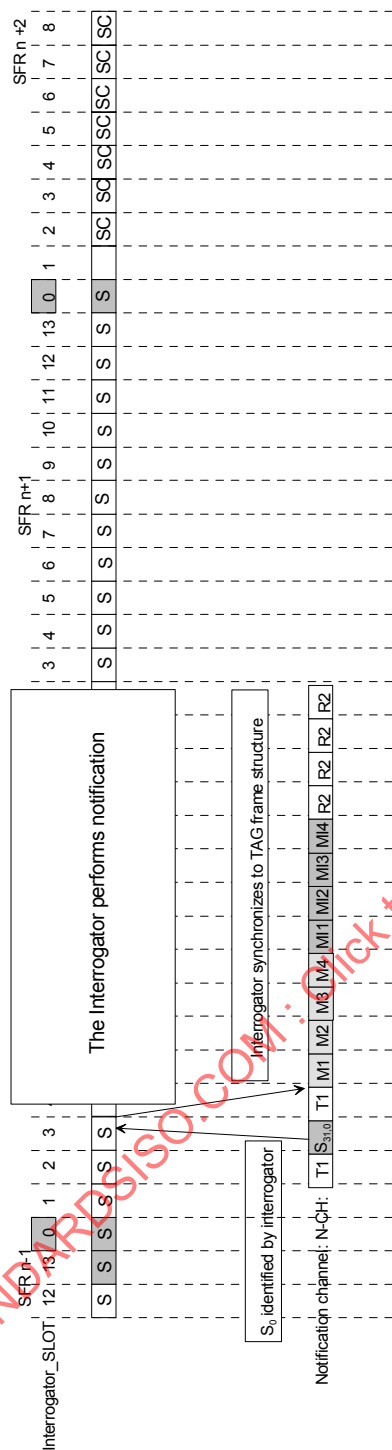 SFR n-1 SFR n+1 SFR n +2
Interrogator_SLOT 12 13 0 1 2 3 3 4 5 6 7 8 9 10 11 12 13 0 1 2 3 4 5 6 7 8
S S S S S S S S S S S S S S S S S S SC SC SC SC SC SC SC
The Interrogator performs notification
S0 identified by interrogator
Interrogator synchronizes to TAG frame structure
Notification channel: N-CH: T1 S31,0 T1 M1 M2 M3 M4 MI1 MI2 MI3 MI4 R2 R2 R2 R2
NDARDSISO.COM : Click t